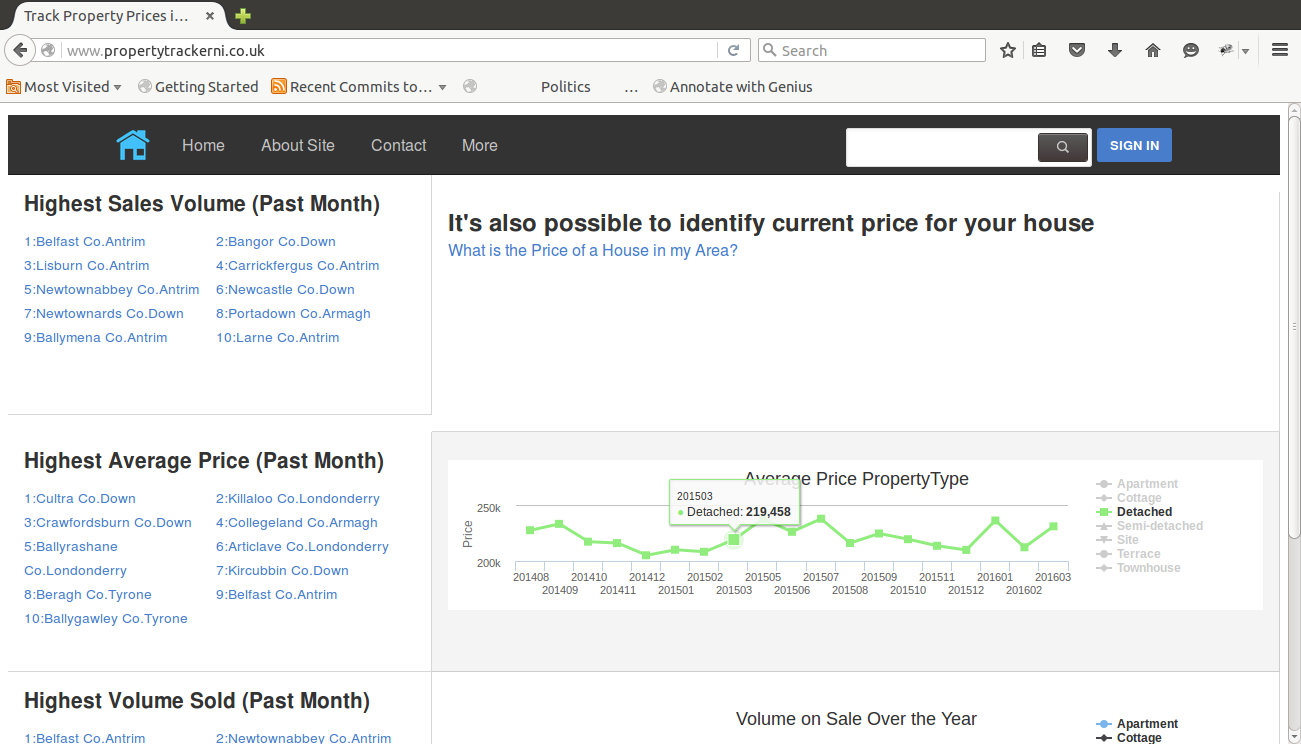 Track Property Prices i...
www.propertytrackerni.co.uk
Search
Most Visited
Getting Started
Recent Commits to...
Politics
...
Annotate with Genius
Home
About Site
Contact
More
SIGN IN
Highest Sales Volume (Past Month)
1:Belfast Co.Antrim 2:Bangor Co.Down
3:Lisburn Co.Antrim 4:Carrickfergus Co.Antrim
5:Newtownabbey Co.Antrim 6:Newcastle Co.Down
7:Newtownards Co.Down 8:Portadown Co.Armagh
9:Ballymena Co.Antrim 10:Larne Co.Antrim
It's also possible to identify current price for your house
What is the Price of a House in my Area?
Highest Average Price (Past Month)
1:Cultra Co.Down 2:Killaloo Co.Londonderry
3:Crawfordsburn Co.Down 4:Collegeland Co.Armagh
5:Ballyrashane 6:Articlave Co.Londonderry
Co.Londonderry 7:Kircubbin Co.Down
8:Beragh Co.Tyrone 9:Belfast Co.Antrim
10:Ballygawley Co.Tyrone
Average Price PropertyType
201503
Detached: 219,458
Price
250k
200k
201408 201410 201412 201502 201505 201507 201509 201511 201601 201603
201409 201411 201501 201503 201506 201508 201510 201512 201602
Apartment
Cottage
Detached
Semi-detached
Site
Terrace
Townhouse
Highest Volume Sold (Past Month)
1:Belfast Co.Antrim 2:Newtownabbey Co.Antrim
Volume on Sale Over the Year
Apartment
Cottage